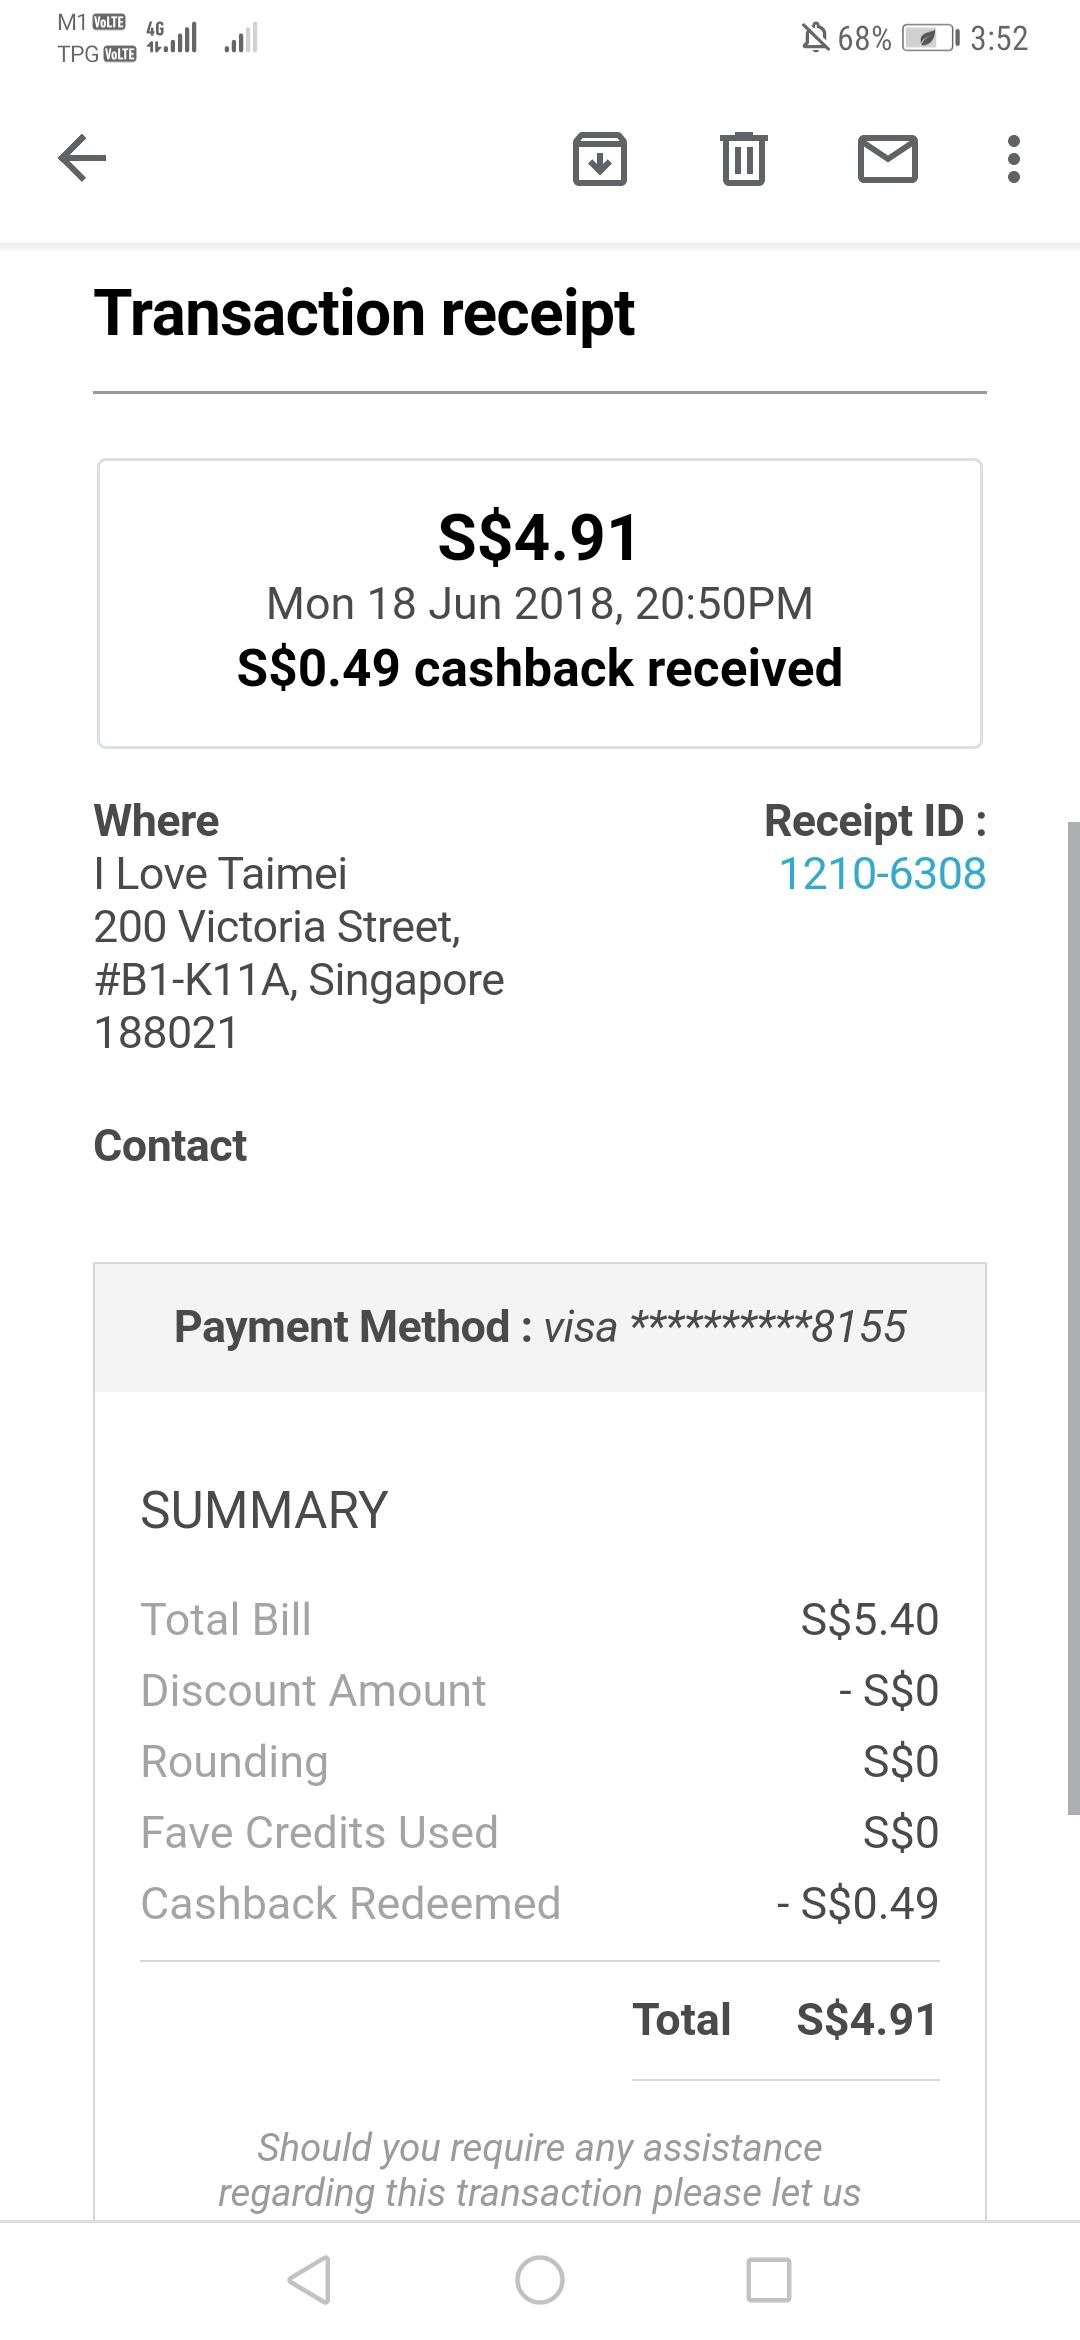 M1 VoLTE 4G 68% 3:52
TPG VoLTE
Transaction receipt
S$4.91
Mon 18 Jun 2018, 20:50PM
S$0.49 cashback received
Where
I Love Taimei
200 Victoria Street,
#B1-K11A, Singapore
188021
Receipt ID :
1210-6308
Contact
Payment Method : visa **********8155
SUMMARY
Total Bill S$5.40
Discount Amount - S$0
Rounding S$0
Fave Credits Used S$0
Cashback Redeemed - S$0.49
Total S$4.91
Should you require any assistance
regarding this transaction please let us